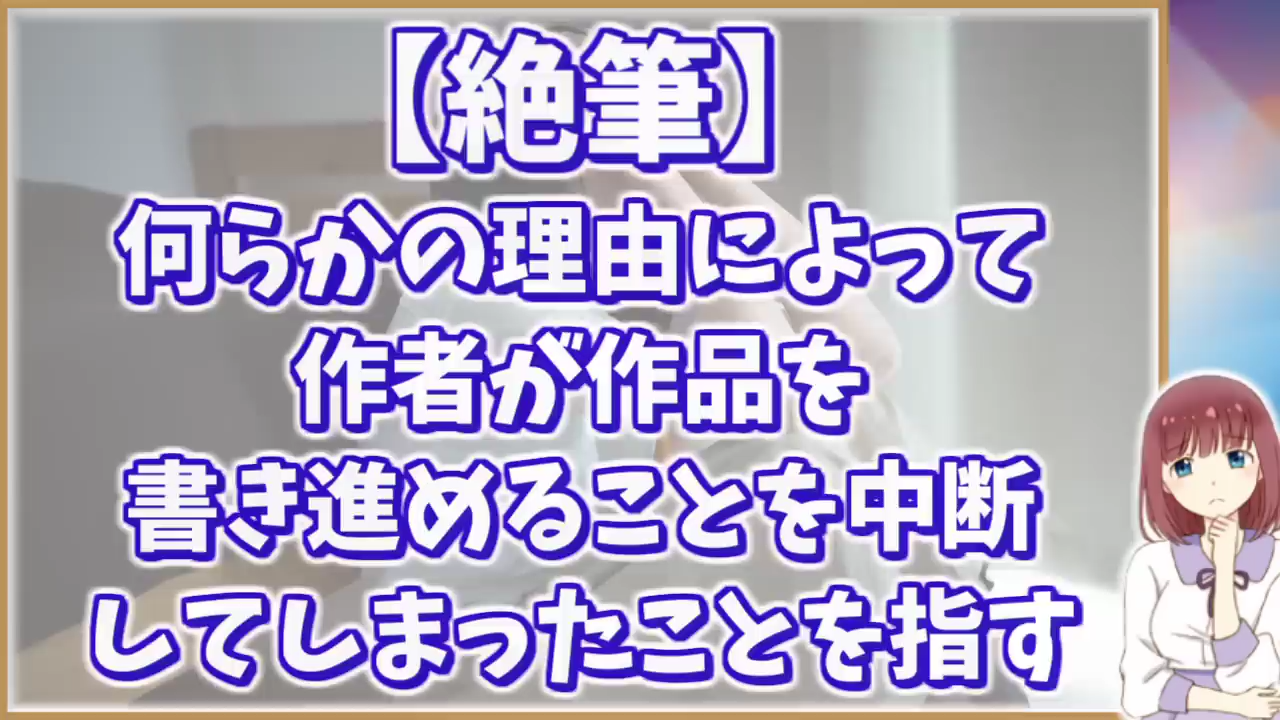 【絶筆】
何らかの理由によって
作者が作品を
書き進めることを中断
してしまったことを指す